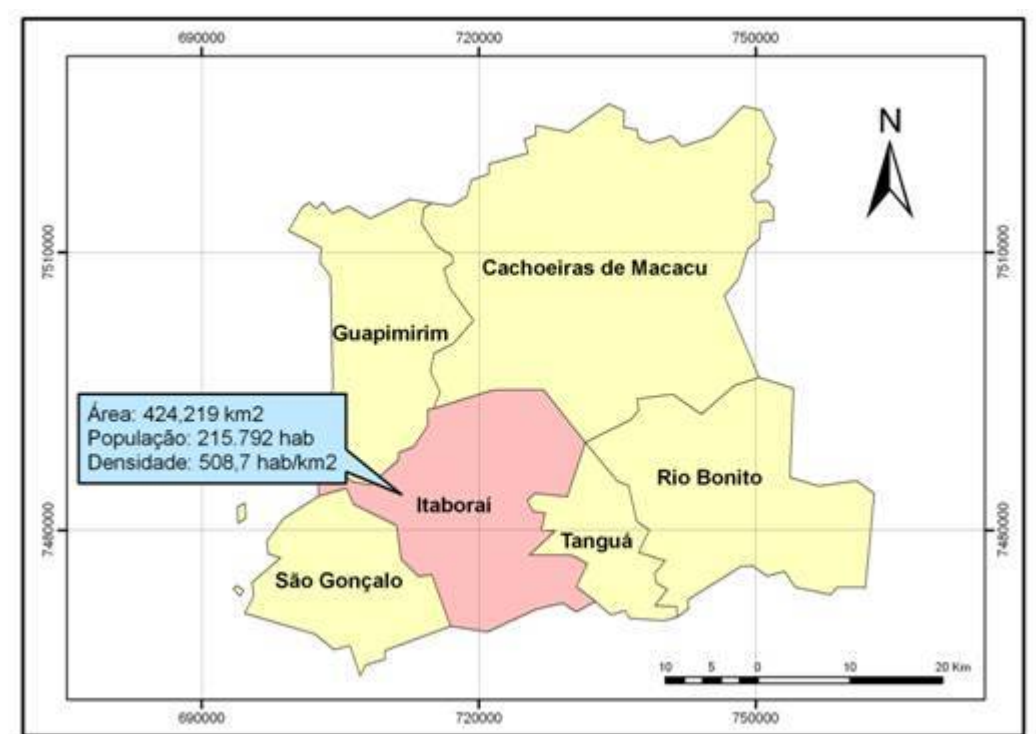 690000
720000
750000
N
7510000
7510000
Cachoeiras de Macacu
Guapimirim
Área: 424,219 km2
População: 215.792 hab
Densidade: 508,7 hab/km2
Rio Bonito
Itaboraí
7480000
7480000
Tanguá
São Gonçalo
10 5 0 10 20 Km
690000
720000
750000